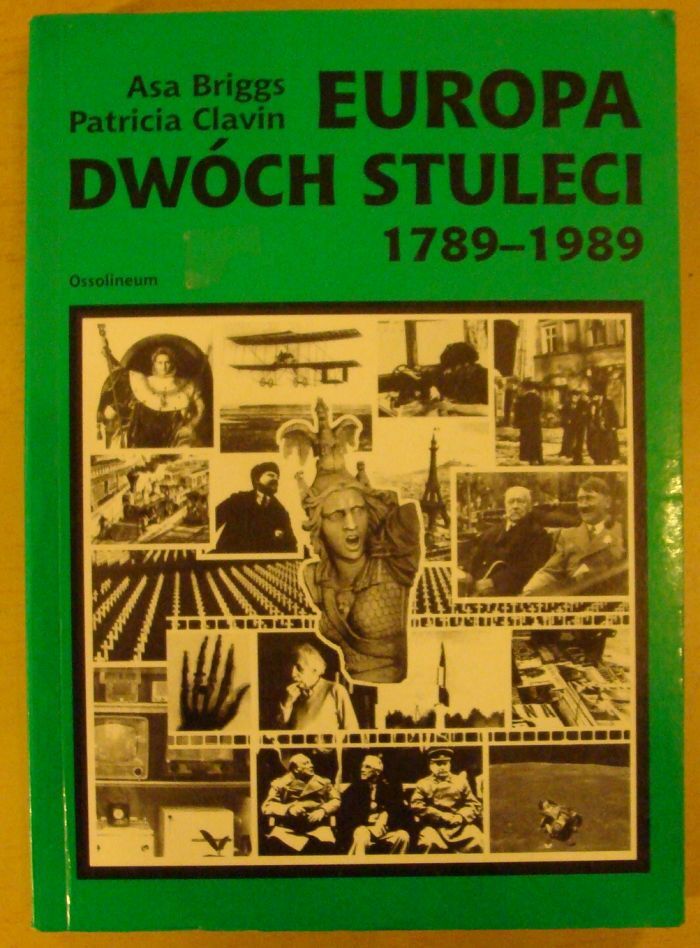 Asa Briggs
Patricia Clavin
EUROPA
DWÓCH STULECI
1789–1989
Ossolineum